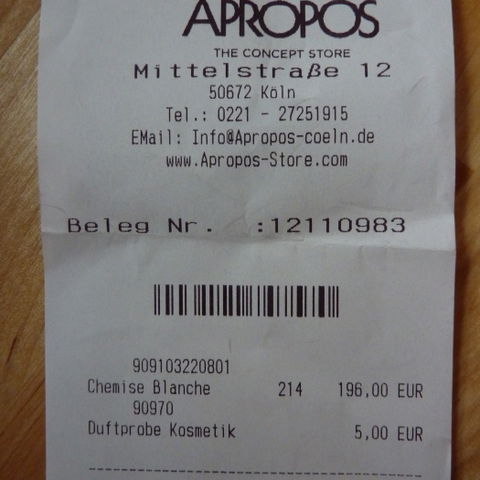 APROPOS
THE CONCEPT STORE
Mittelstraße 12
50672 Köln
Tel.: 0221 - 27251915
EMail: Info@Apropos-coeln.de
www.Apropos-Store.com
Beleg Nr. :12110983
909103220801
Chemise Blanche 214 196,00 EUR
90970
Duftprobe Kosmetik 5,00 EUR